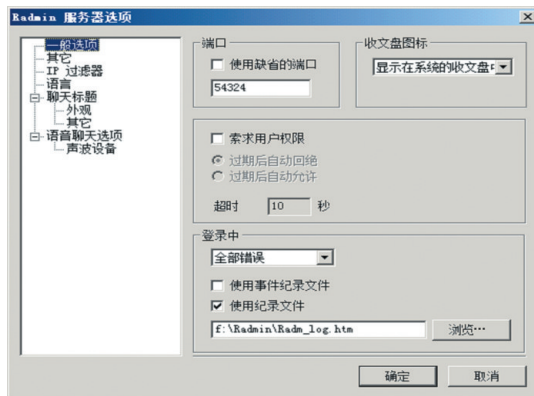 Radmin 服务器选项
一般选项
其它
IP 过滤器
语言
聊天标题
外观
其它
语音聊天选项
声波设备
端口
使用缺省的端口
54324
收文盘图标
显示在系统的收文盘中
索求用户权限
过期后自动回绝
过期后自动允许
超时 10 秒
登录中
全部错误
使用事件纪录文件
使用纪录文件
f:\Radmin\Radm_log.htm
浏览…
确定
取消